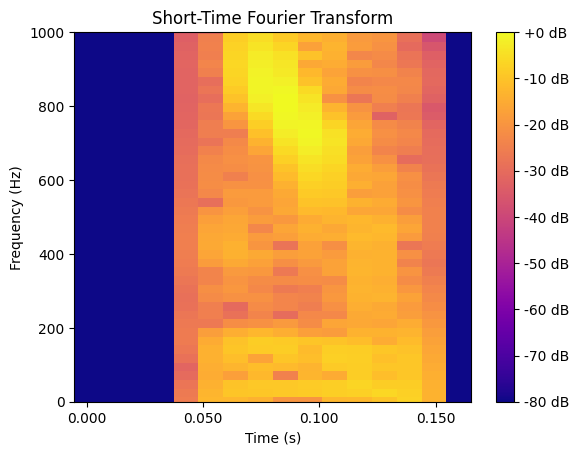 Short-Time Fourier Transform
1000
800
600
400
200
0
Frequency (Hz)
0.000
0.050
0.100
0.150
Time (s)
+0 dB
-10 dB
-20 dB
-30 dB
-40 dB
-50 dB
-60 dB
-70 dB
-80 dB